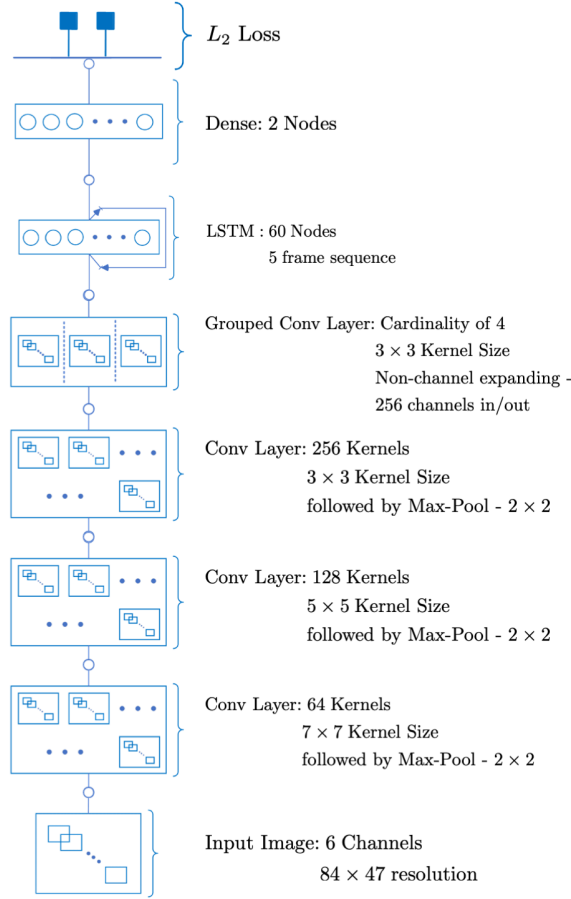 L₂ Loss
Dense: 2 Nodes
LSTM : 60 Nodes
5 frame sequence
Grouped Conv Layer: Cardinality of 4
3 × 3 Kernel Size
Non-channel expanding -
256 channels in/out
Conv Layer: 256 Kernels
3 × 3 Kernel Size
followed by Max-Pool - 2 × 2
Conv Layer: 128 Kernels
5 × 5 Kernel Size
followed by Max-Pool - 2 × 2
Conv Layer: 64 Kernels
7 × 7 Kernel Size
followed by Max-Pool - 2 × 2
Input Image: 6 Channels
84 × 47 resolution